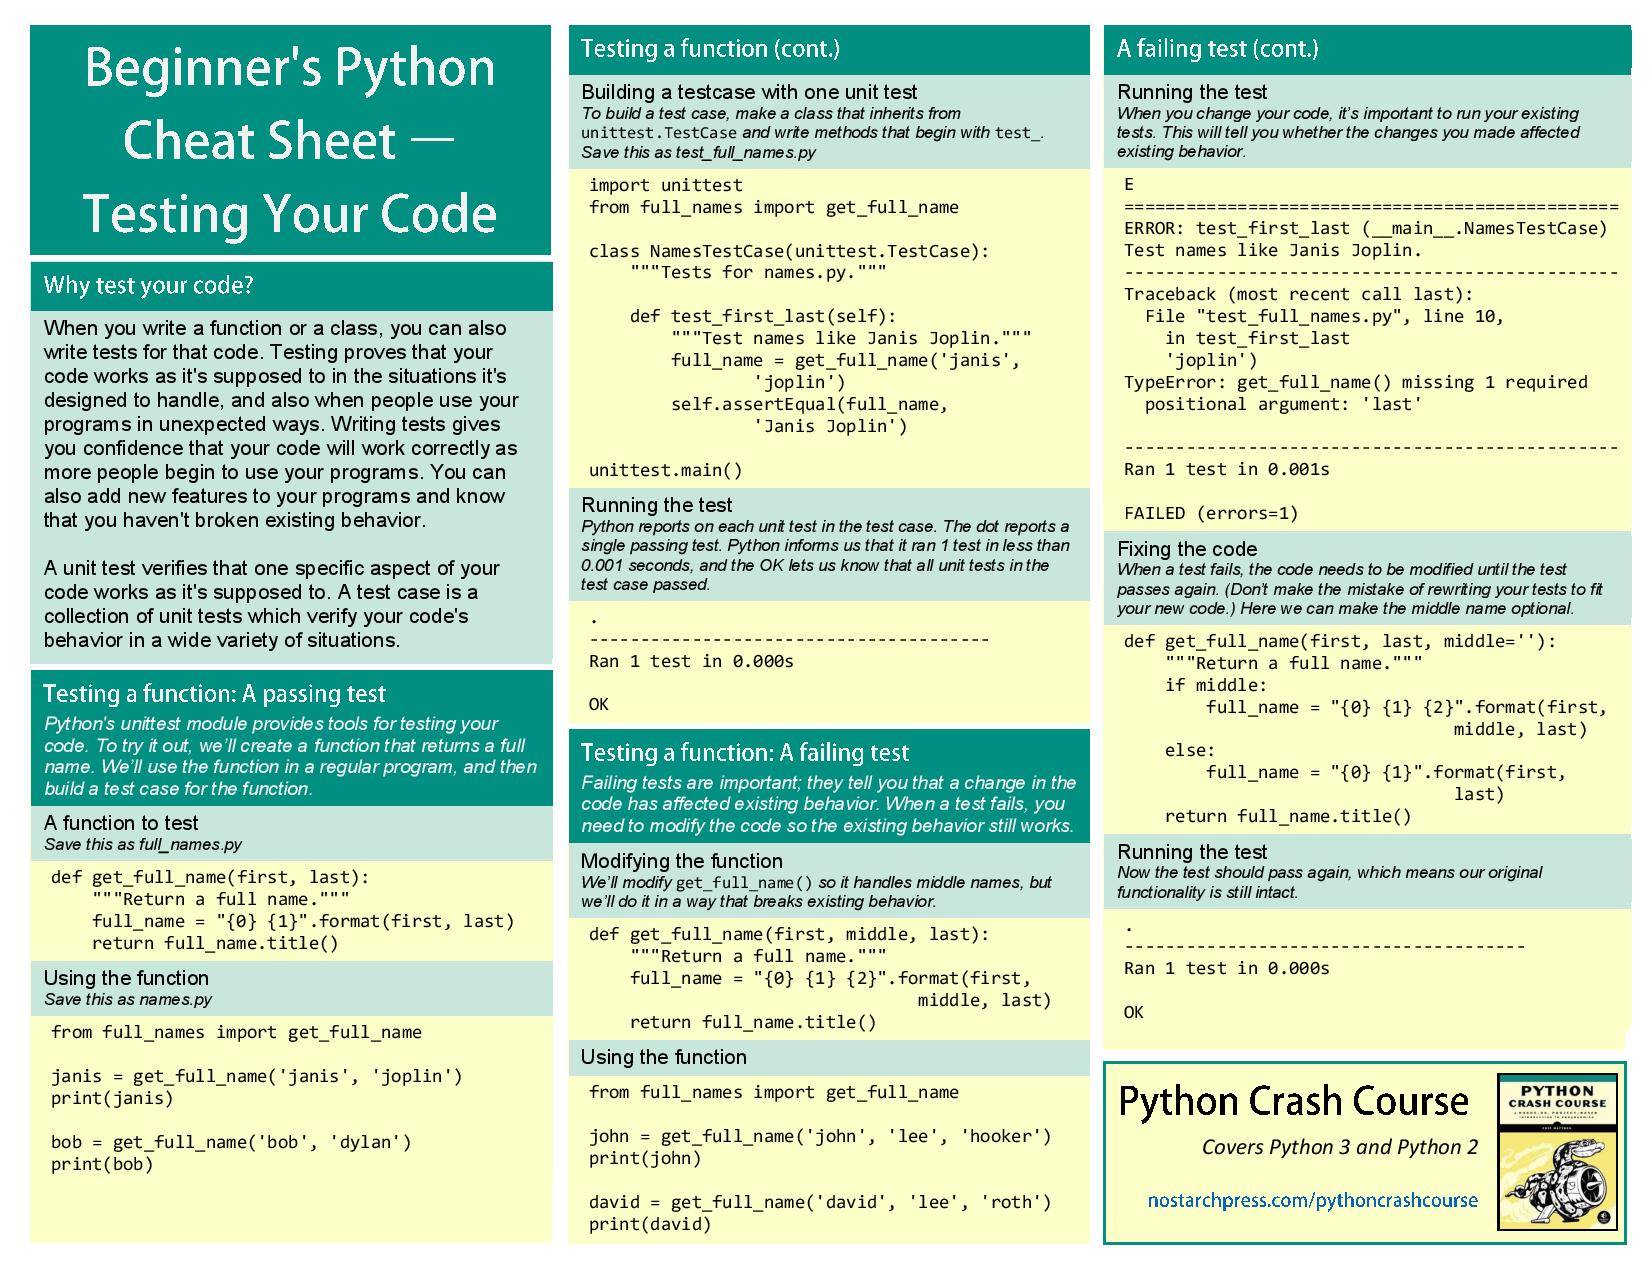 Beginner's Python
Cheat Sheet —
Testing Your Code
Why test your code?
When you write a function or a class, you can also
write tests for that code. Testing proves that your
code works as it's supposed to in the situations it's
designed to handle, and also when people use your
programs in unexpected ways. Writing tests gives
you confidence that your code will work correctly as
more people begin to use your programs. You can
also add new features to your programs and know
that you haven't broken existing behavior.
A unit test verifies that one specific aspect of your
code works as it's supposed to. A test case is a
collection of unit tests which verify your code's
behavior in a wide variety of situations.
Testing a function: A passing test
Python's unittest module provides tools for testing your
code. To try it out, we'll create a function that returns a full
name. We'll use the function in a regular program, and then
build a test case for the function.
A function to test
Save this as full_names.py
def get_full_name(first, last):
    """Return a full name."""
    full_name = "{0} {1}".format(first, last)
    return full_name.title()
Using the function
Save this as names.py
from full_names import get_full_name
janis = get_full_name('janis', 'joplin')
print(janis)
bob = get_full_name('bob', 'dylan')
print(bob)
Testing a function (cont.)
Building a testcase with one unit test
To build a test case, make a class that inherits from
unittest.TestCase and write methods that begin with test_.
Save this as test_full_names.py
import unittest
from full_names import get_full_name
class NamesTestCase(unittest.TestCase):
    """Tests for names.py."""
    def test_first_last(self):
        """Test names like Janis Joplin."""
        full_name = get_full_name('janis',
                'joplin')
        self.assertEqual(full_name,
                'Janis Joplin')
unittest.main()
Running the test
Python reports on each unit test in the test case. The dot reports a
single passing test. Python informs us that it ran 1 test in less than
0.001 seconds, and the OK lets us know that all unit tests in the
test case passed.
.
---------------------------------------
Ran 1 test in 0.000s
OK
Testing a function: A failing test
Failing tests are important; they tell you that a change in the
code has affected existing behavior. When a test fails, you
need to modify the code so the existing behavior still works.
Modifying the function
We'll modify get_full_name() so it handles middle names, but
we'll do it in a way that breaks existing behavior.
def get_full_name(first, middle, last):
    """Return a full name."""
    full_name = "{0} {1} {2}".format(first,
                                middle, last)
    return full_name.title()
Using the function
from full_names import get_full_name
john = get_full_name('john', 'lee', 'hooker')
print(john)
david = get_full_name('david', 'lee', 'roth')
print(david)
A failing test (cont.)
Running the test
When you change your code, it's important to run your existing
tests. This will tell you whether the changes you made affected
existing behavior.
E
================================================
ERROR: test_first_last (__main__.NamesTestCase)
Test names like Janis Joplin.
------------------------------------------------
Traceback (most recent call last):
  File "test_full_names.py", line 10,
    in test_first_last
    'joplin')
TypeError: get_full_name() missing 1 required
  positional argument: 'last'
------------------------------------------------
Ran 1 test in 0.001s
FAILED (errors=1)
Fixing the code
When a test fails, the code needs to be modified until the test
passes again. (Don't make the mistake of rewriting your tests to fit
your new code.) Here we can make the middle name optional.
def get_full_name(first, last, middle=''):
    """Return a full name."""
    if middle:
        full_name = "{0} {1} {2}".format(first,
                                middle, last)
    else:
        full_name = "{0} {1}".format(first,
                                last)
    return full_name.title()
Running the test
Now the test should pass again, which means our original
functionality is still intact.
.
---------------------------------------
Ran 1 test in 0.000s
OK
Python Crash Course
Covers Python 3 and Python 2
nostarchpress.com/pythoncrashcourse
PYTHON
CRASH COURSE